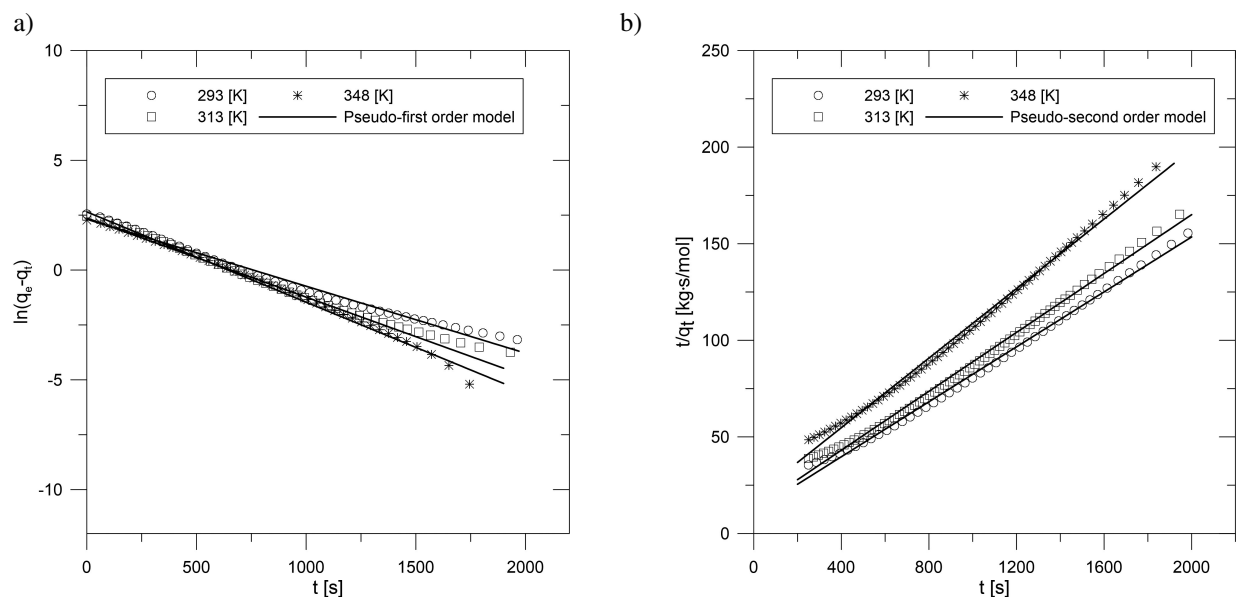 a)
10
5
0
-5
-10
ln(qe-qt)
0
500
1000
1500
2000
t [s]
293 [K]
348 [K]
313 [K]
Pseudo-first order model
b)
250
200
150
100
50
0
t/qt [kg·s/mol]
0
400
800
1200
1600
2000
t [s]
293 [K]
348 [K]
313 [K]
Pseudo-second order model